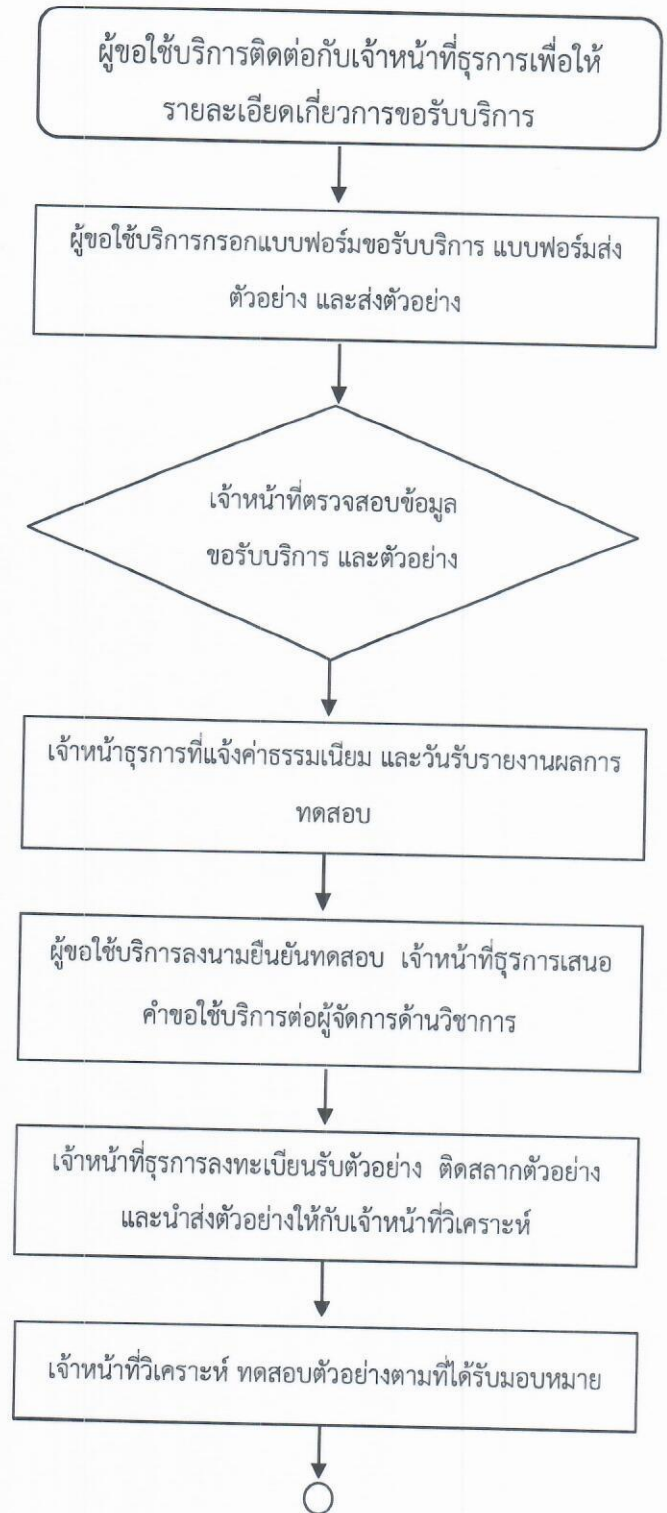 ผู้ขอใช้บริการติดต่อกับเจ้าหน้าที่ธุรการเพื่อให้
รายละเอียดเกี่ยวการขอรับบริการ
ผู้ขอใช้บริการกรอกแบบฟอร์มขอรับบริการ แบบฟอร์มส่ง
ตัวอย่าง และส่งตัวอย่าง
เจ้าหน้าที่ตรวจสอบข้อมูล
ขอรับบริการ และตัวอย่าง
เจ้าหน้าธุรการที่แจ้งค่าธรรมเนียม และวันรับรายงานผลการ
ทดสอบ
ผู้ขอใช้บริการลงนามยืนยันทดสอบ เจ้าหน้าที่ธุรการเสนอ
คำขอใช้บริการต่อผู้จัดการด้านวิชาการ
เจ้าหน้าที่ธุรการลงทะเบียนรับตัวอย่าง ติดสลากตัวอย่าง
และนำส่งตัวอย่างให้กับเจ้าหน้าที่วิเคราะห์
เจ้าหน้าที่วิเคราะห์ ทดสอบตัวอย่างตามที่ได้รับมอบหมาย